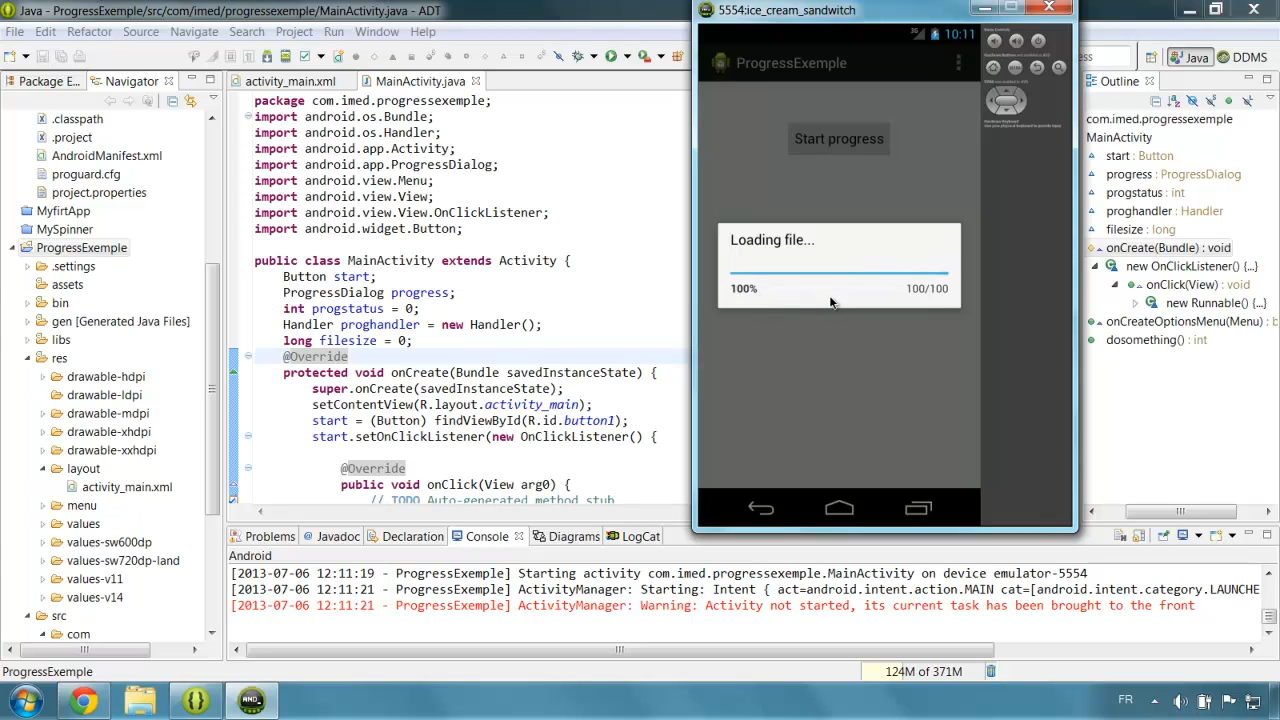 Java - ProgressExemple/src/com/imed/progressexemple/MainActivity.java - ADT
File Edit Refactor Source Navigate Search Project Run Window Help
Java DDMS
Package E... Navigator
.classpath
.project
AndroidManifest.xml
proguard.cfg
project.properties
MyfirtApp
MySpinner
ProgressExemple
.settings
assets
bin
gen [Generated Java Files]
libs
res
drawable-hdpi
drawable-ldpi
drawable-mdpi
drawable-xhdpi
drawable-xxhdpi
layout
activity_main.xml
menu
values
values-sw600dp
values-sw720dp-land
values-v11
values-v14
src
com
activity_main.xml MainActivity.java
package com.imed.progressexemple;
import android.os.Bundle;
import android.os.Handler;
import android.app.Activity;
import android.app.ProgressDialog;
import android.view.Menu;
import android.view.View;
import android.view.View.OnClickListener;
import android.widget.Button;
public class MainActivity extends Activity {
Button start;
ProgressDialog progress;
int progstatus = 0;
Handler proghandler = new Handler();
long filesize = 0;
@Override
protected void onCreate(Bundle savedInstanceState) {
super.onCreate(savedInstanceState);
setContentView(R.layout.activity_main);
start = (Button) findViewById(R.id.button1);
start.setOnClickListener(new OnClickListener() {
@Override
public void onClick(View arg0) {
// TODO Auto-generated method stub
5554:ice_cream_sandwitch
3G 10:11
ProgressExemple
Start progress
Loading file...
100% 100/100
Outline
com.imed.progressexemple
MainActivity
start : Button
progress : ProgressDialog
progstatus : int
proghandler : Handler
filesize : long
onCreate(Bundle) : void
new OnClickListener() {...}
onClick(View) : void
new Runnable() {...}
onCreateOptionsMenu(Menu) :
dosomething() : int
Problems Javadoc Declaration Console Diagrams LogCat
Android
[2013-07-06 12:11:19 - ProgressExemple] Starting activity com.imed.progressexemple.MainActivity on device emulator-5554
[2013-07-06 12:11:21 - ProgressExemple] ActivityManager: Starting: Intent { act=android.intent.action.MAIN cat=[android.intent.category.LAUNCHE
[2013-07-06 12:11:21 - ProgressExemple] ActivityManager: Warning: Activity not started, its current task has been brought to the front
ProgressExemple
124M of 371M
FR